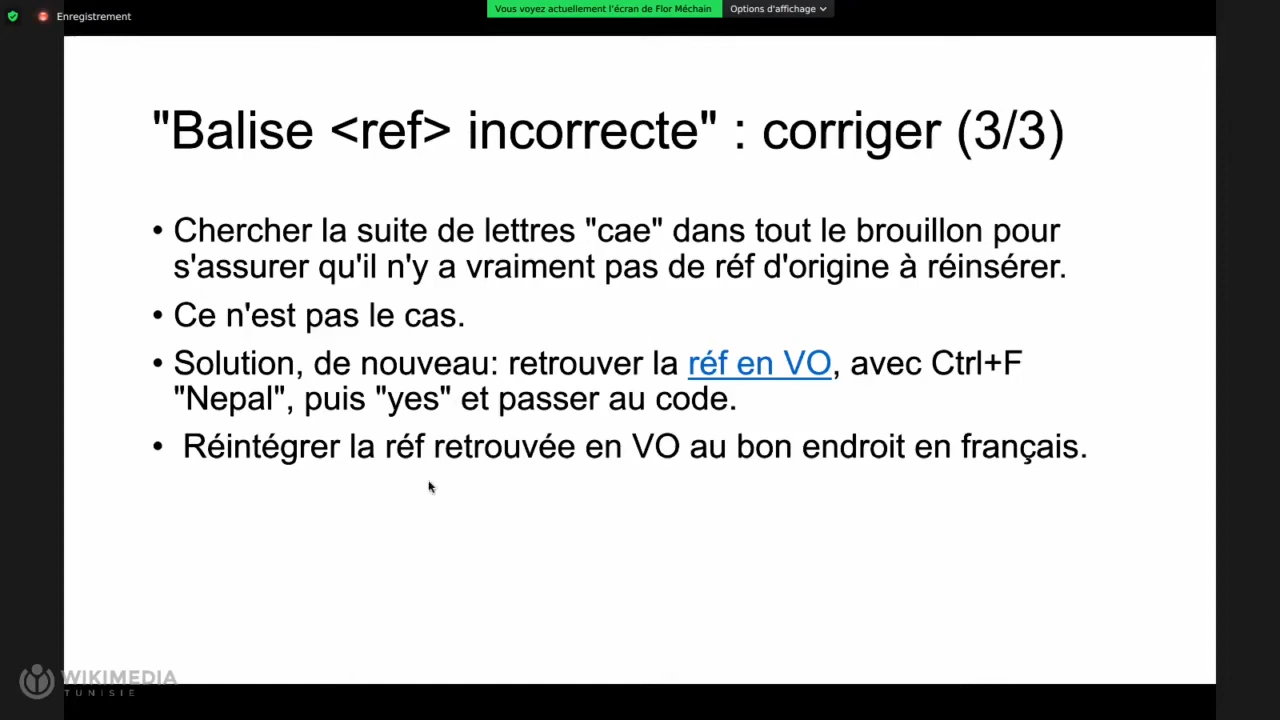 Enregistrement
Vous voyez actuellement l'écran de Flor Méchain
Options d'affichage
"Balise <ref> incorrecte" : corriger (3/3)
• Chercher la suite de lettres "cae" dans tout le brouillon pour
s'assurer qu'il n'y a vraiment pas de réf d'origine à réinsérer.
• Ce n'est pas le cas.
• Solution, de nouveau: retrouver la réf en VO, avec Ctrl+F
"Nepal", puis "yes" et passer au code.
• Réintégrer la réf retrouvée en VO au bon endroit en français.
WIKIMEDIA
TUNISIE